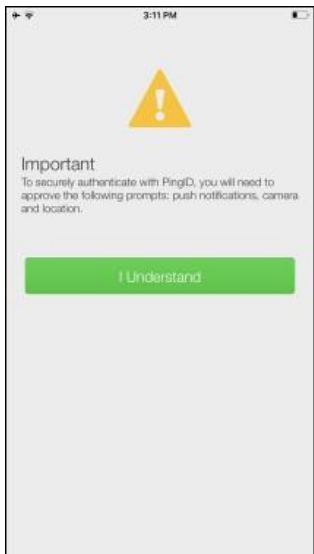 3:11 PM
Important
To securely authenticate with PingID, you will need to
approve the following prompts: push notifications, camera
and location.
I Understand